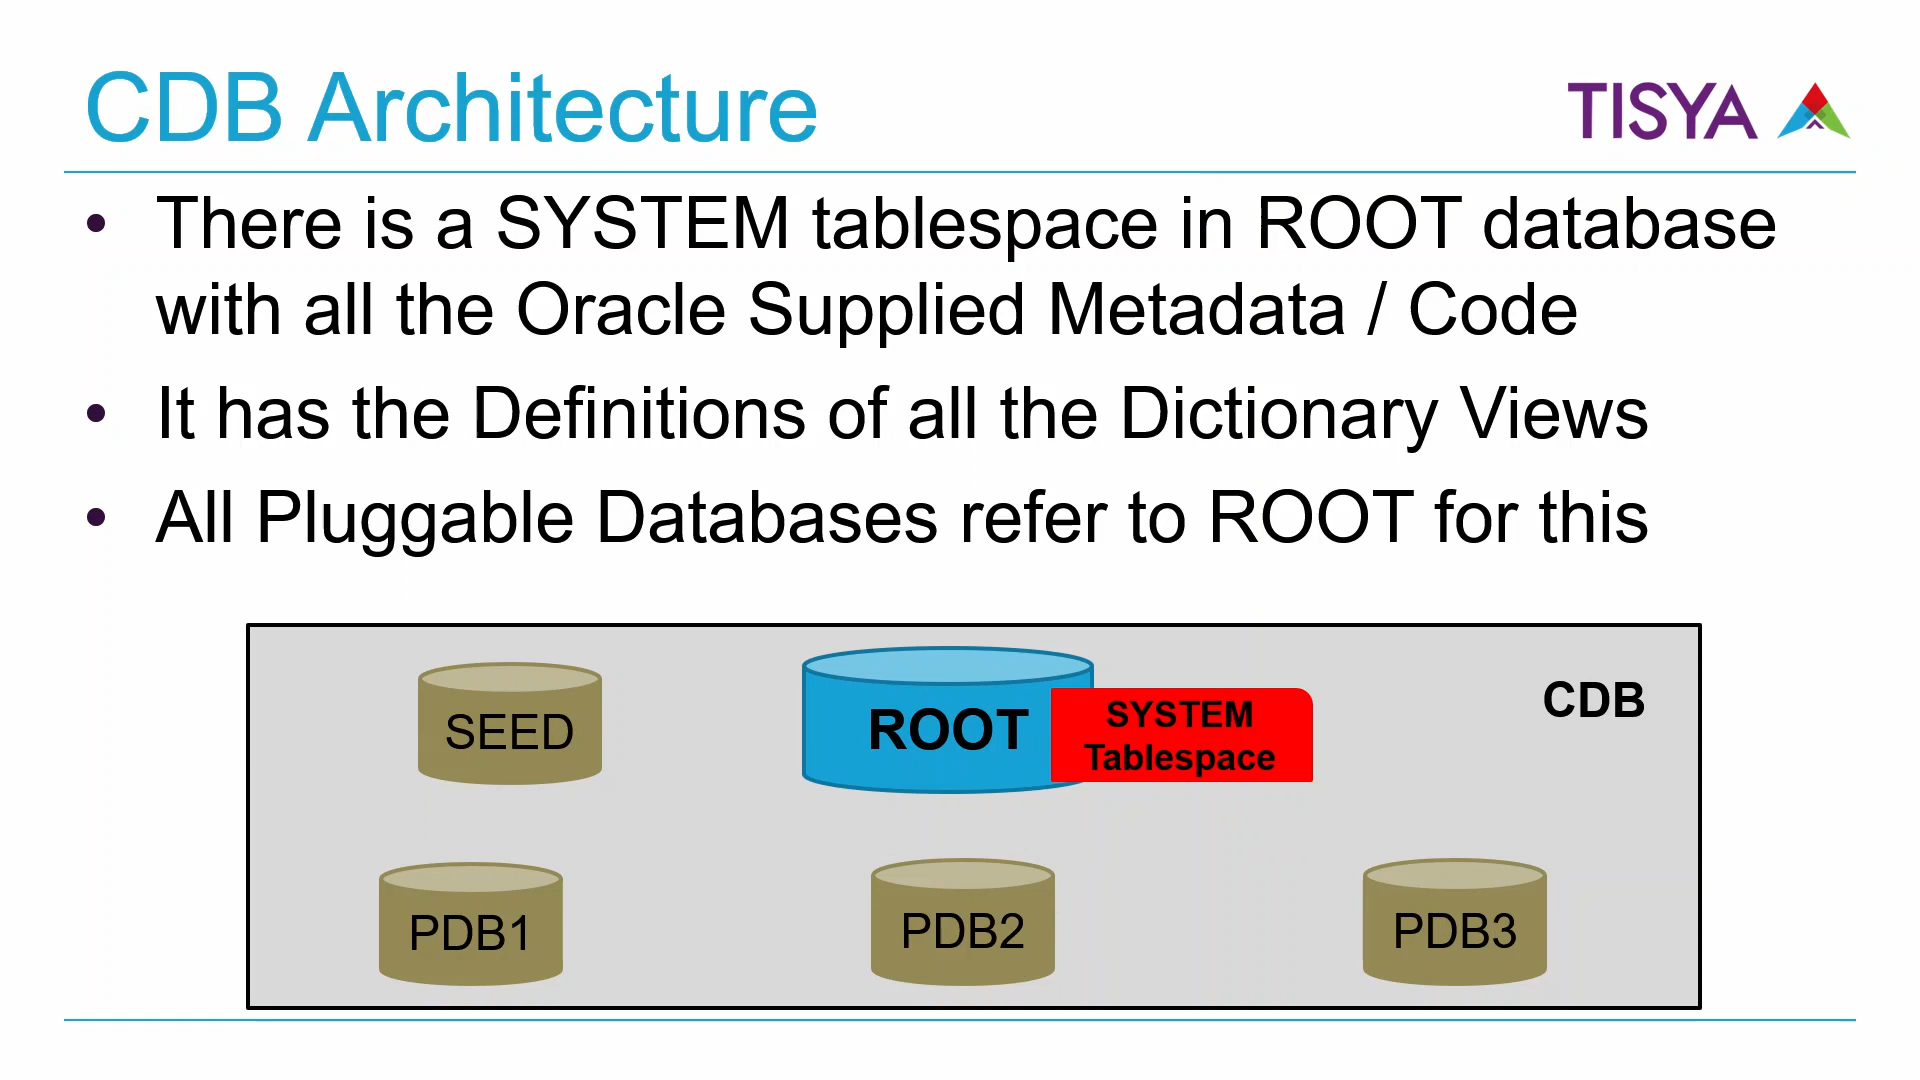 CDB Architecture
TISYA
• There is a SYSTEM tablespace in ROOT database
with all the Oracle Supplied Metadata / Code
• It has the Definitions of all the Dictionary Views
• All Pluggable Databases refer to ROOT for this
SEED
ROOT
SYSTEM
Tablespace
CDB
PDB1
PDB2
PDB3